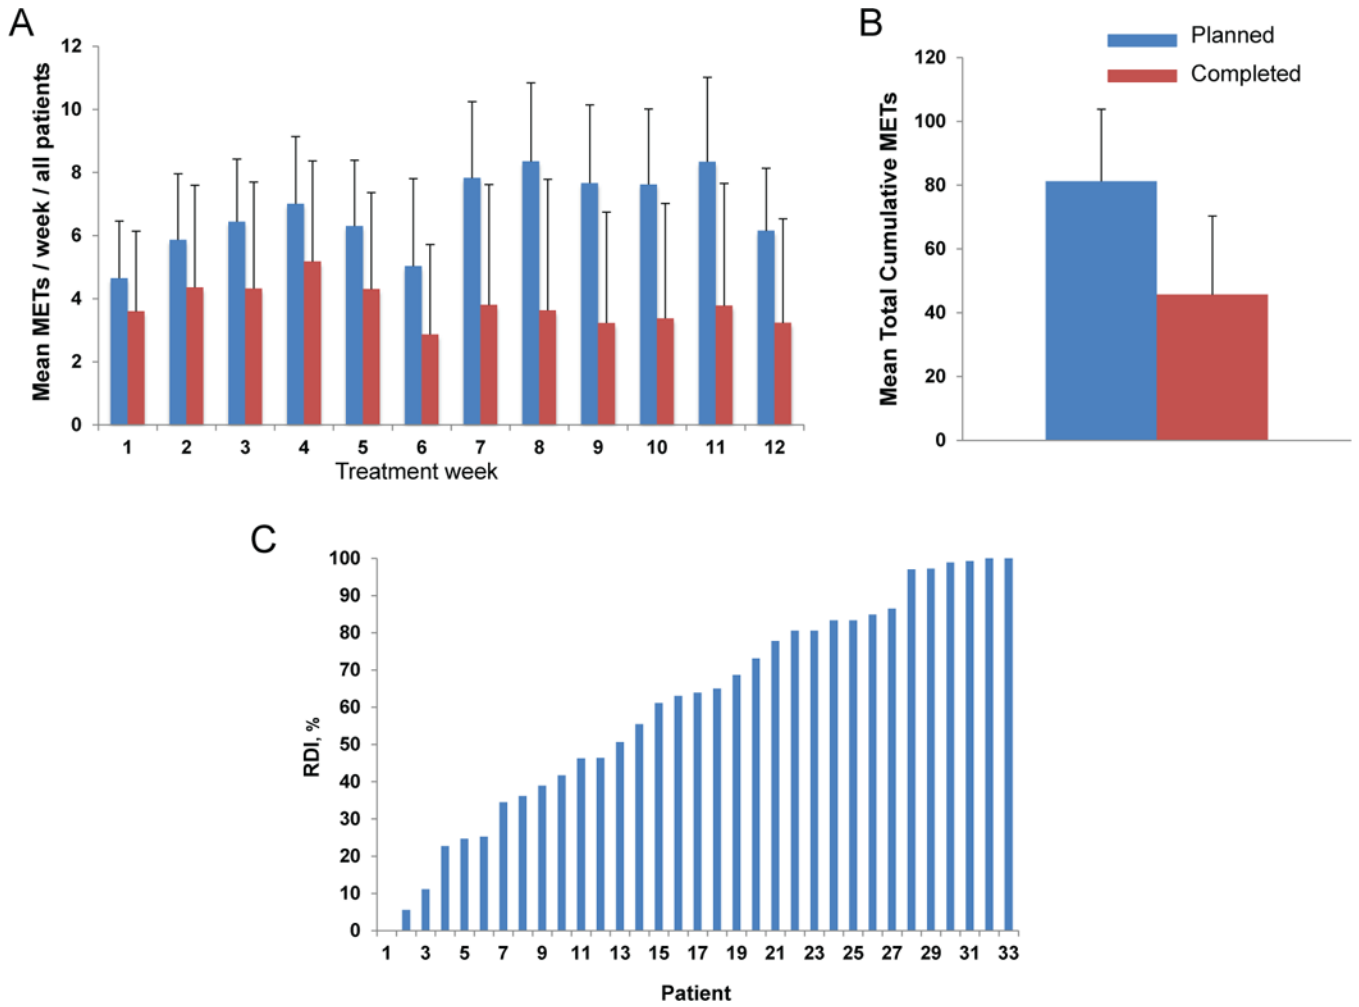 A
Mean METs / week / all patients
12
10
8
6
4
2
0
1 2 3 4 5 6 7 8 9 10 11 12
Treatment week
B
Planned
Completed
Mean Total Cumulative METs
120
100
80
60
40
20
0
C
RDI, %
100
90
80
70
60
50
40
30
20
10
0
1 3 5 7 9 11 13 15 17 19 21 23 25 27 29 31 33
Patient